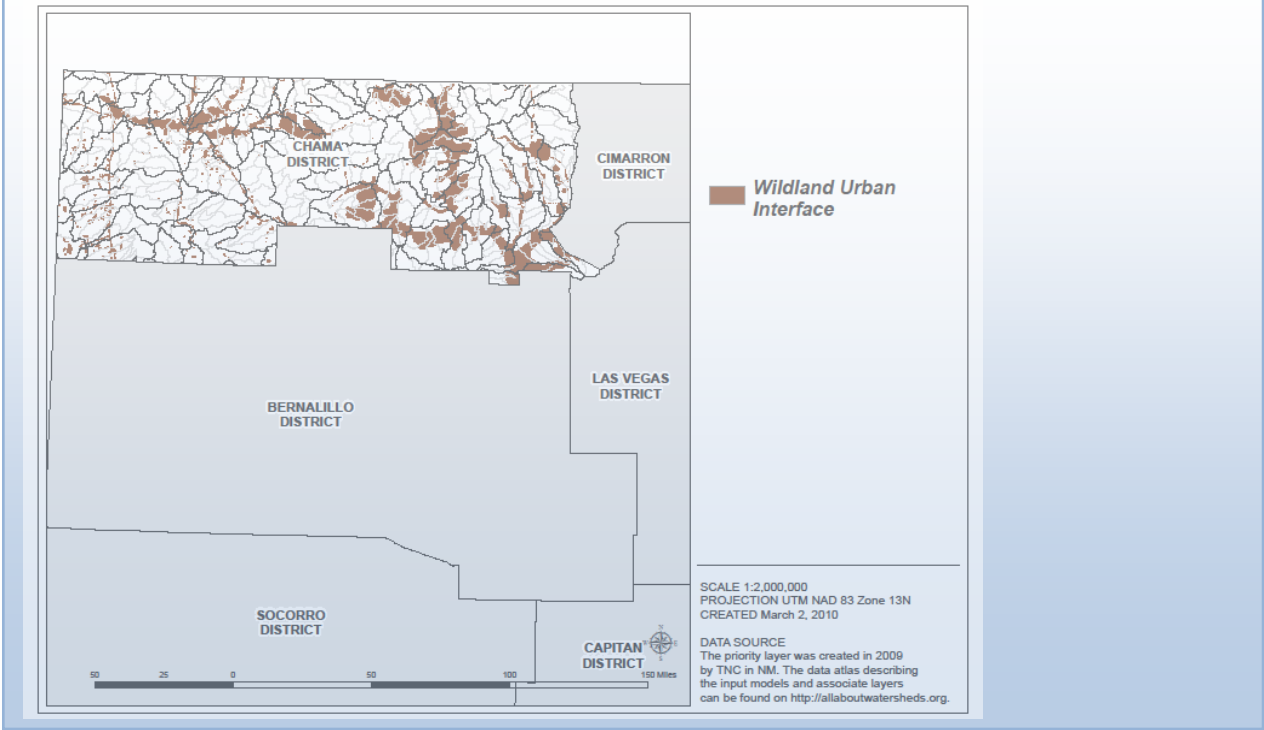 CHAMA
DISTRICT
CIMARRON
DISTRICT
Wildland Urban
Interface
LAS VEGAS
DISTRICT
BERNALILLO
DISTRICT
SOCORRO
DISTRICT
CAPITAN
DISTRICT
N
E
S
50 25 0 50 100 150 Miles
SCALE 1:2,000,000
PROJECTION UTM NAD 83 Zone 13N
CREATED March 2, 2010
DATA SOURCE
The priority layer was created in 2009
by TNC in NM. The data atlas describing
the input models and associate layers
can be found on http://allaboutwatersheds.org.